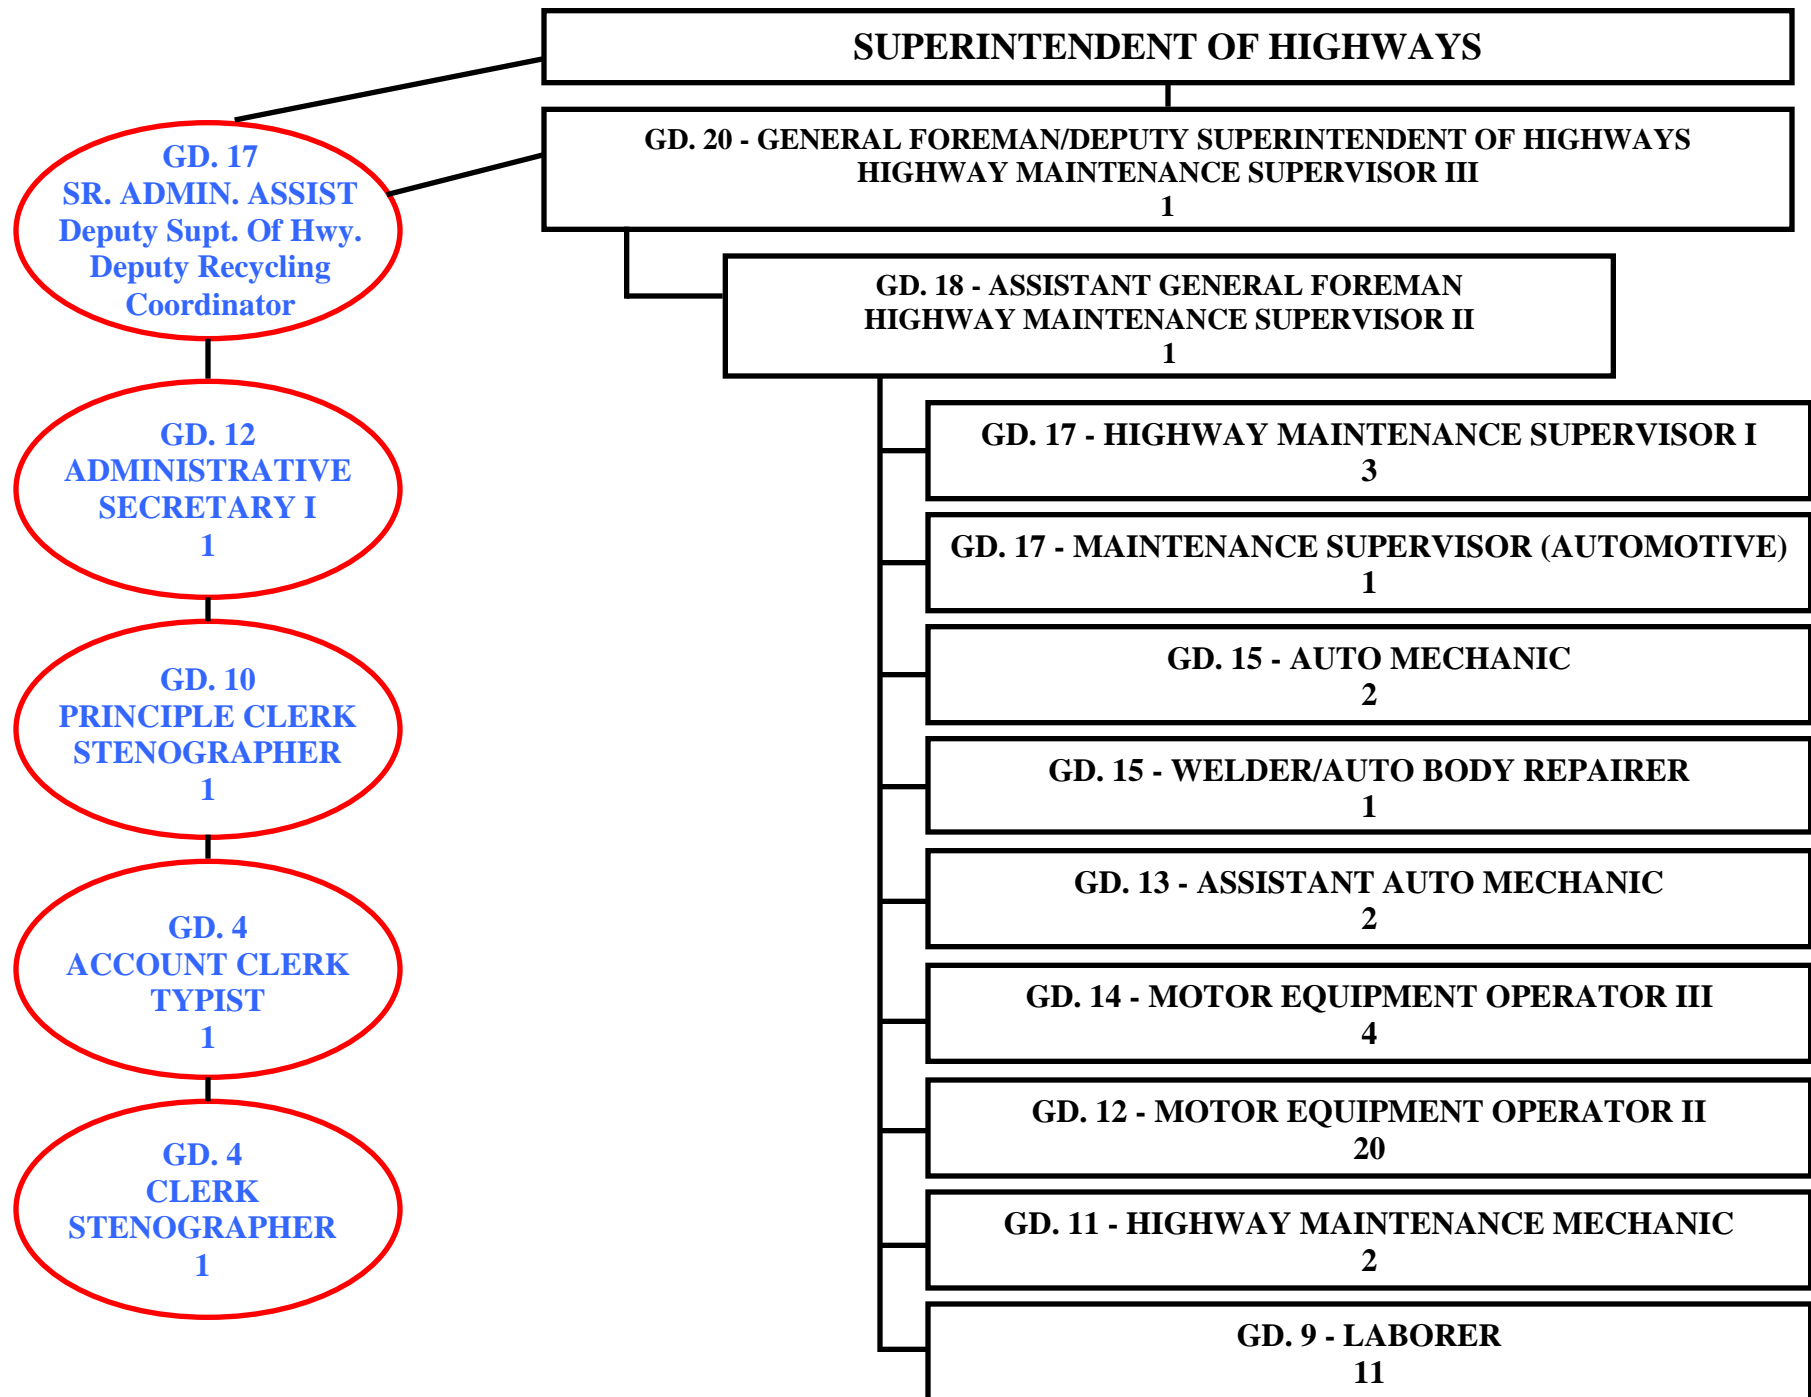 SUPERINTENDENT OF HIGHWAYS
GD. 20 - GENERAL FOREMAN/DEPUTY SUPERINTENDENT OF HIGHWAYS
HIGHWAY MAINTENANCE SUPERVISOR III
1
GD. 17
SR. ADMIN. ASSIST
Deputy Supt. Of Hwy.
Deputy Recycling
Coordinator
GD. 18 - ASSISTANT GENERAL FOREMAN
HIGHWAY MAINTENANCE SUPERVISOR II
1
GD. 12
ADMINISTRATIVE
SECRETARY I
1
GD. 10
PRINCIPLE CLERK
STENOGRAPHER
1
GD. 4
ACCOUNT CLERK
TYPIST
1
GD. 4
CLERK
STENOGRAPHER
1
GD. 17 - HIGHWAY MAINTENANCE SUPERVISOR I
3
GD. 17 - MAINTENANCE SUPERVISOR (AUTOMOTIVE)
1
GD. 15 - AUTO MECHANIC
2
GD. 15 - WELDER/AUTO BODY REPAIRER
1
GD. 13 - ASSISTANT AUTO MECHANIC
2
GD. 14 - MOTOR EQUIPMENT OPERATOR III
4
GD. 12 - MOTOR EQUIPMENT OPERATOR II
20
GD. 11 - HIGHWAY MAINTENANCE MECHANIC
2
GD. 9 - LABORER
11